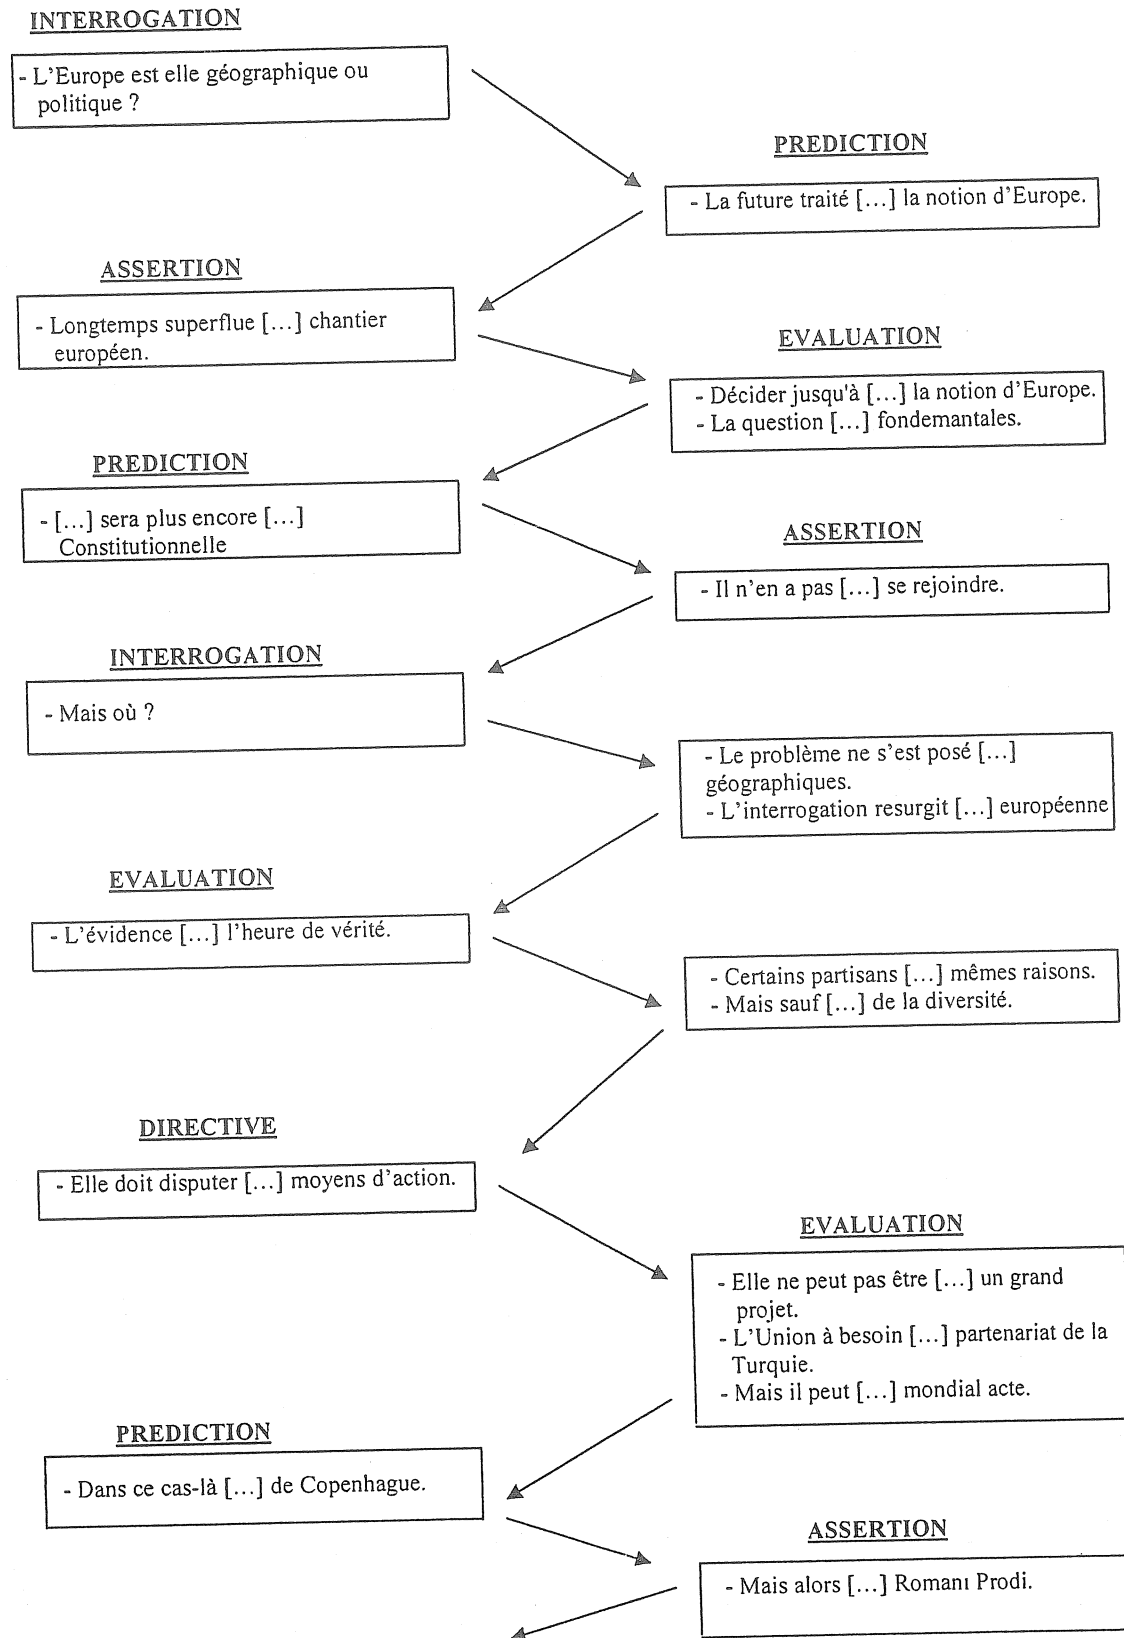 INTERROGATION
- L'Europe est elle géographique ou
politique ?
PREDICTION
- La future traité [...] la notion d'Europe.
ASSERTION
- Longtemps superflue [...] chantier
européen.
EVALUATION
- Décider jusqu'à [...] la notion d'Europe.
- La question [...] fondemantales.
PREDICTION
- [...] sera plus encore [...]
Constitutionnelle
ASSERTION
- Il n'en a pas [...] se rejoindre.
INTERROGATION
- Mais où ?
- Le problème ne s'est posé [...]
géographiques.
- L'interrogation resurgit [...] européenne
EVALUATION
- L'évidence [...] l'heure de vérité.
- Certains partisans [...] mêmes raisons.
- Mais sauf [...] de la diversité.
DIRECTIVE
- Elle doit disputer [...] moyens d'action.
EVALUATION
- Elle ne peut pas être [...] un grand
projet.
- L'Union à besoin [...] partenariat de la
Turquie.
- Mais il peut [...] mondial acte.
PREDICTION
- Dans ce cas-là [...] de Copenhague.
ASSERTION
- Mais alors [...] Romanı Prodi.